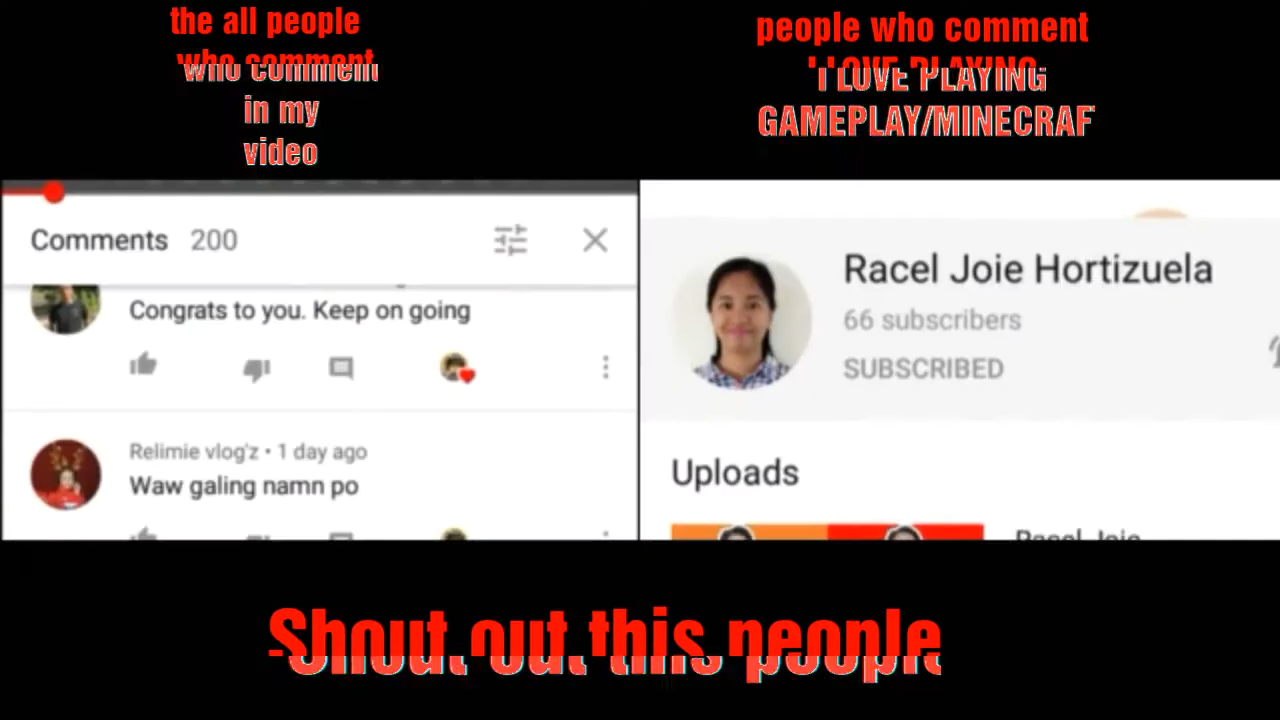 the all people
who comment
in my
video
people who comment
'I LOVE PLAYING
GAMEPLAY/MINECRAF
Comments 200
Congrats to you. Keep on going
Relimie vlog'z • 1 day ago
Waw galing namn po
Racel Joie Hortizuela
66 subscribers
SUBSCRIBED
Uploads
Racel Joie
Shout out this people